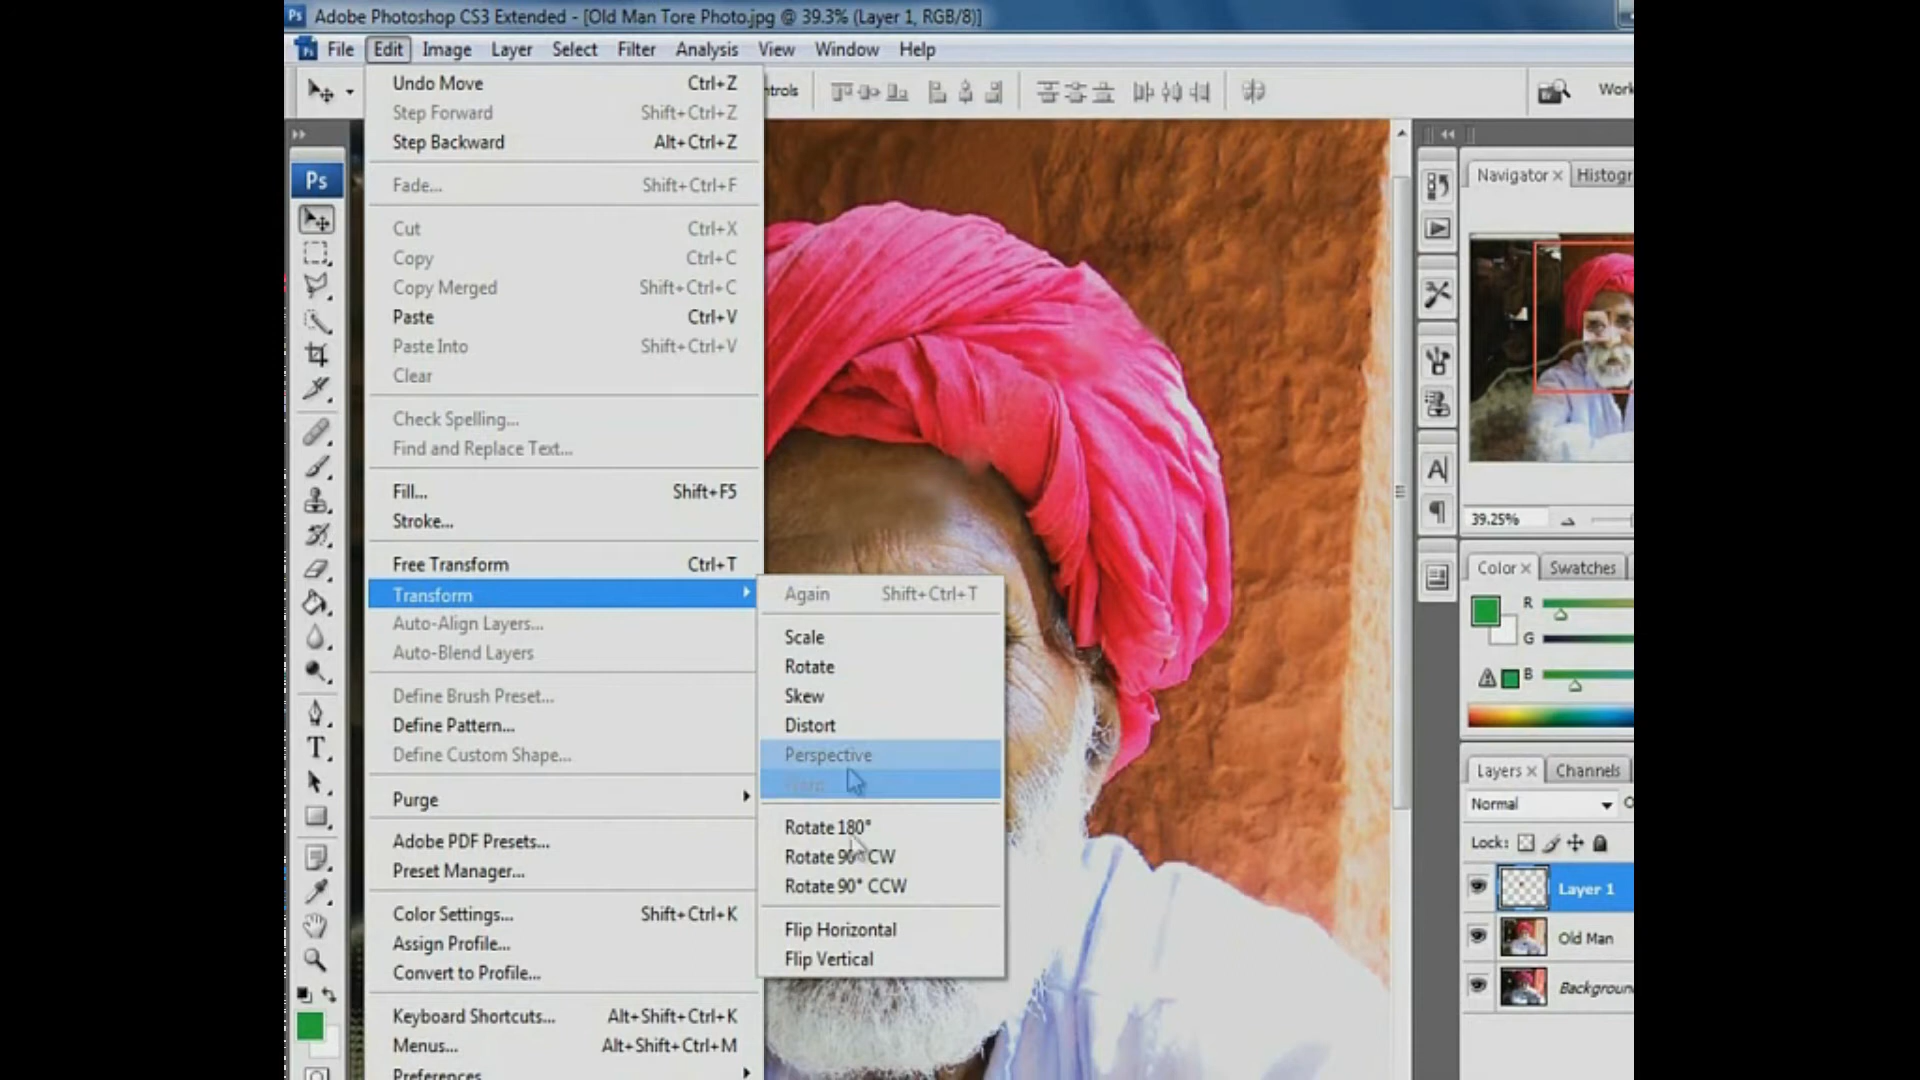 Ps Adobe Photoshop CS3 Extended - [Old Man Tore Photo.jpg @ 39.3% (Layer 1, RGB/8)]
Ps File Edit Image Layer Select Filter Analysis View Window Help
Undo Move Ctrl+Z
Step Forward Shift+Ctrl+Z
Step Backward Alt+Ctrl+Z
Fade... Shift+Ctrl+F
Cut Ctrl+X
Copy Ctrl+C
Copy Merged Shift+Ctrl+C
Paste Ctrl+V
Paste Into Shift+Ctrl+V
Clear
Check Spelling...
Find and Replace Text...
Fill... Shift+F5
Stroke...
Free Transform Ctrl+T
Transform
Auto-Align Layers...
Auto-Blend Layers
Define Brush Preset...
Define Pattern...
Define Custom Shape...
Purge
Adobe PDF Presets...
Preset Manager...
Color Settings... Shift+Ctrl+K
Assign Profile...
Convert to Profile...
Keyboard Shortcuts... Alt+Shift+Ctrl+K
Menus... Alt+Shift+Ctrl+M
Preferences
Again Shift+Ctrl+T
Scale
Rotate
Skew
Distort
Perspective
Rotate 180°
Rotate 90° CW
Rotate 90° CCW
Flip Horizontal
Flip Vertical
ntrols
Work
Ps
T
Navigator Histogr
A
39.25%
Color Swatches
R
G
B
Layers Channels
Normal O
Lock:
Layer 1
Old Man
Backgroun